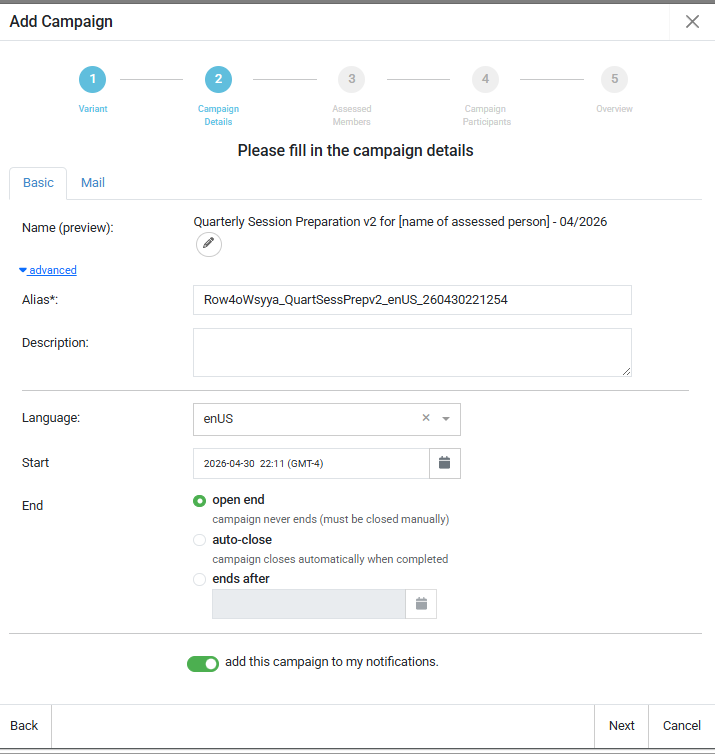 Add Campaign
1
2
3
4
5
Variant
Campaign Details
Assessed Members
Campaign Participants
Overview
Please fill in the campaign details
Basic
Mail
Name (preview):
Quarterly Session Preparation v2 for [name of assessed person] - 04/2026
advanced
Alias*:
Row4oWsyya_QuartSessPrepv2_enUS_260430221254
Description:
Language:
enUS
Start
2026-04-30 22:11 (GMT-4)
End
open end
campaign never ends (must be closed manually)
auto-close
campaign closes automatically when completed
ends after
add this campaign to my notifications.
Back
Next
Cancel